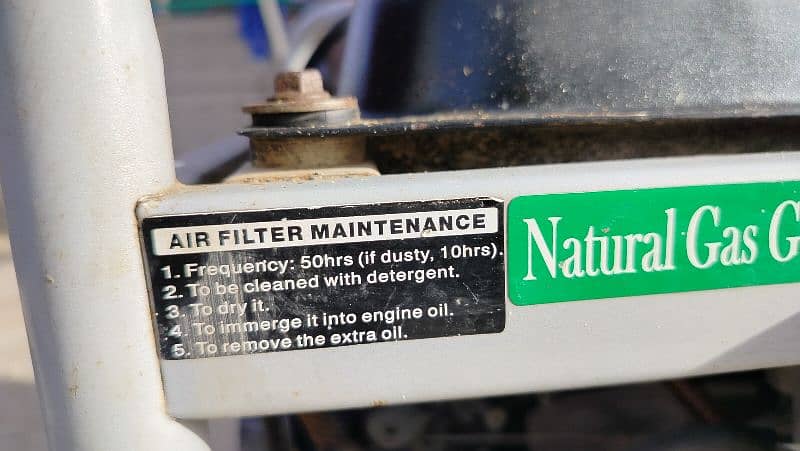 AIR FILTER MAINTENANCE
1. Frequency: 50hrs (if dusty, 10hrs).
2. To be cleaned with detergent.
3. To dry it.
4. To immerge it into engine oil.
5. To remove the extra oil.
Natural Gas G